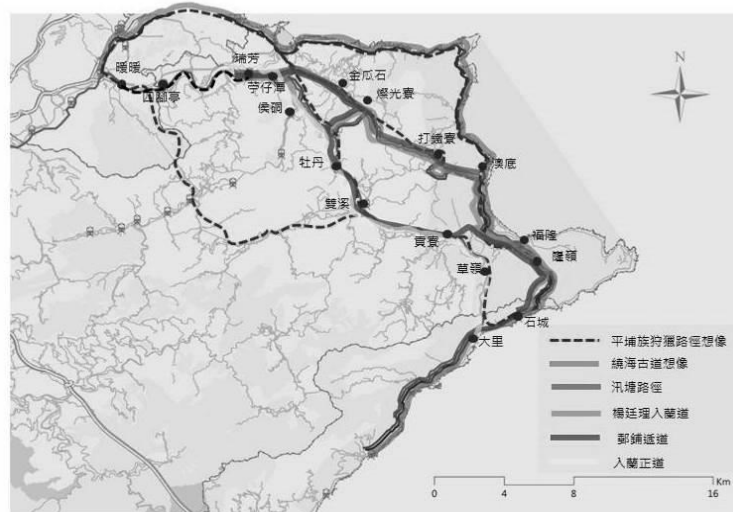 瑞芳
暖暖
四腳亭
苧仔潭
金瓜石
N
侯硐
燦光寮
牡丹
澳底
雙溪
貢寮
福隆
隆嶺
草嶺
石城
大里
平埔族狩獵路徑想像
繞海古道想像
汛塘路徑
楊廷理入蘭道
郵鋪遞道
入蘭正道
Km
0 4 8 16